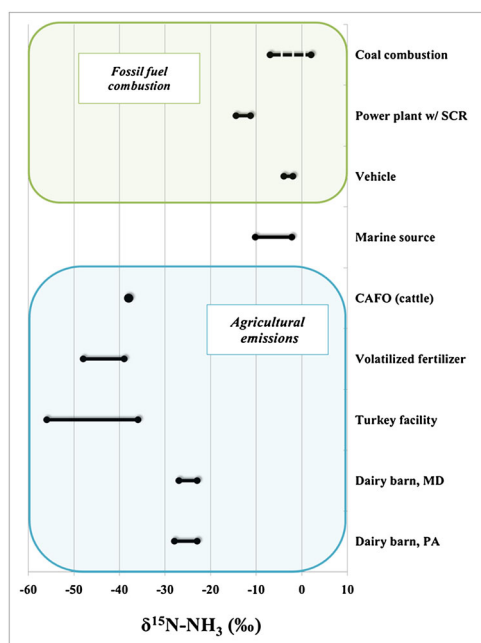 Fossil fuel
combustion
Coal combustion
Power plant w/ SCR
Vehicle
Marine source
CAFO (cattle)
Agricultural
emissions
Volatilized fertilizer
Turkey facility
Dairy barn, MD
Dairy barn, PA
-60 -50 -40 -30 -20 -10 0 10
δ¹⁵N-NH₃ (‰)